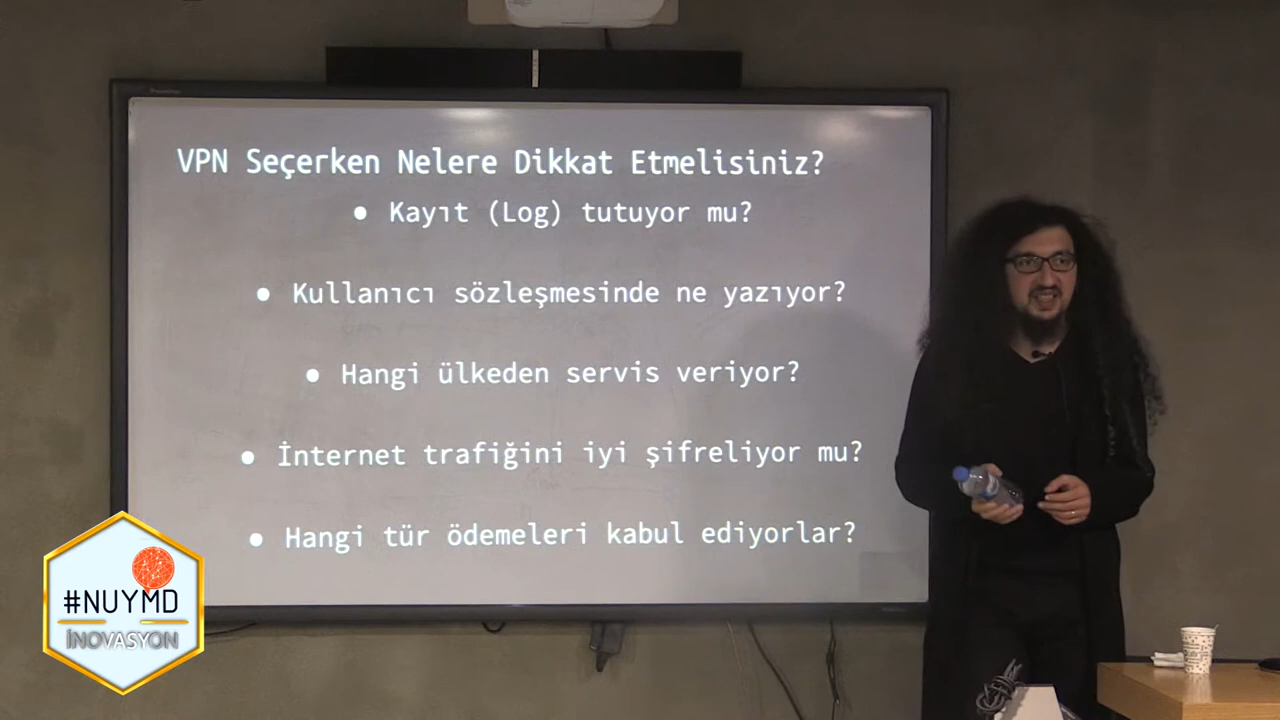 VPN Seçerken Nelere Dikkat Etmelisiniz?
• Kayıt (Log) tutuyor mu?
• Kullanıcı sözleşmesinde ne yazıyor?
• Hangi ülkeden servis veriyor?
• İnternet trafiğini iyi şifreliyor mu?
• Hangi tür ödemeleri kabul ediyorlar?
#NUYMD
İNOVASYON